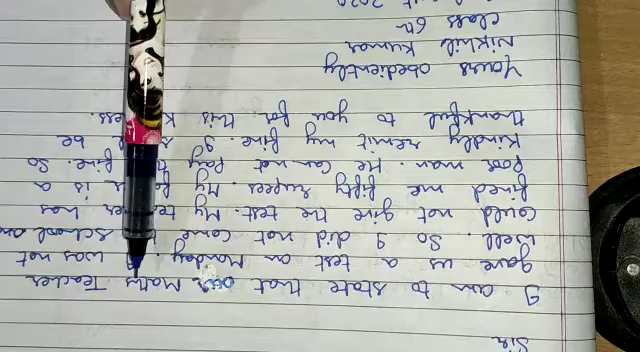 Sir
I am to state that our Maths Teacher
gave us a test on Monday. I was not
well. So I did not come school and
could not give the test. My has
fined me fifty rupees. My is a
Poor man. He can not pay fine. So
Kindly remit my fine. I be
thankful to you for this
Yours obediently
Nikhil Kumar
class 6th